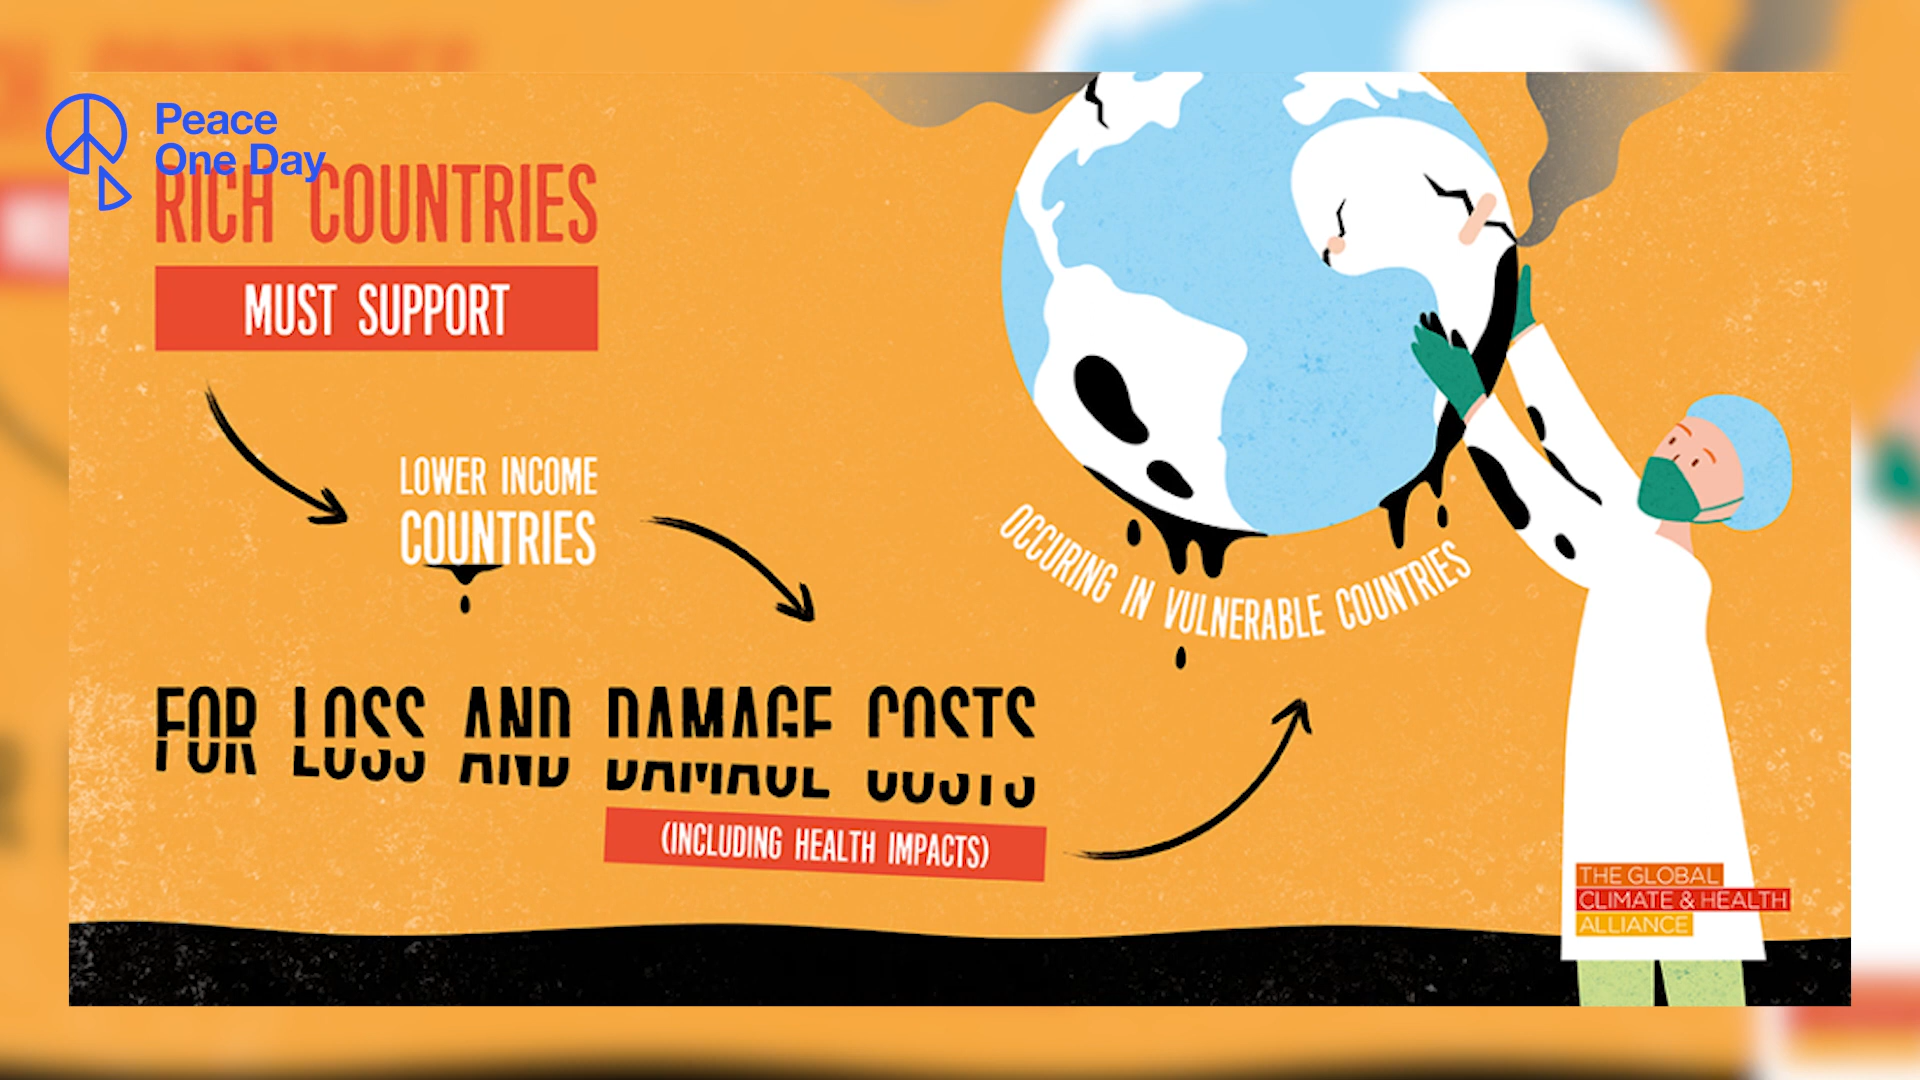 Peace
One Day
RICH COUNTRIES
MUST SUPPORT
LOWER INCOME
COUNTRIES
FOR LOSS AND DAMAGE COSTS
(INCLUDING HEALTH IMPACTS)
OCCURING IN VULNERABLE COUNTRIES
THE GLOBAL
CLIMATE & HEALTH
ALLIANCE